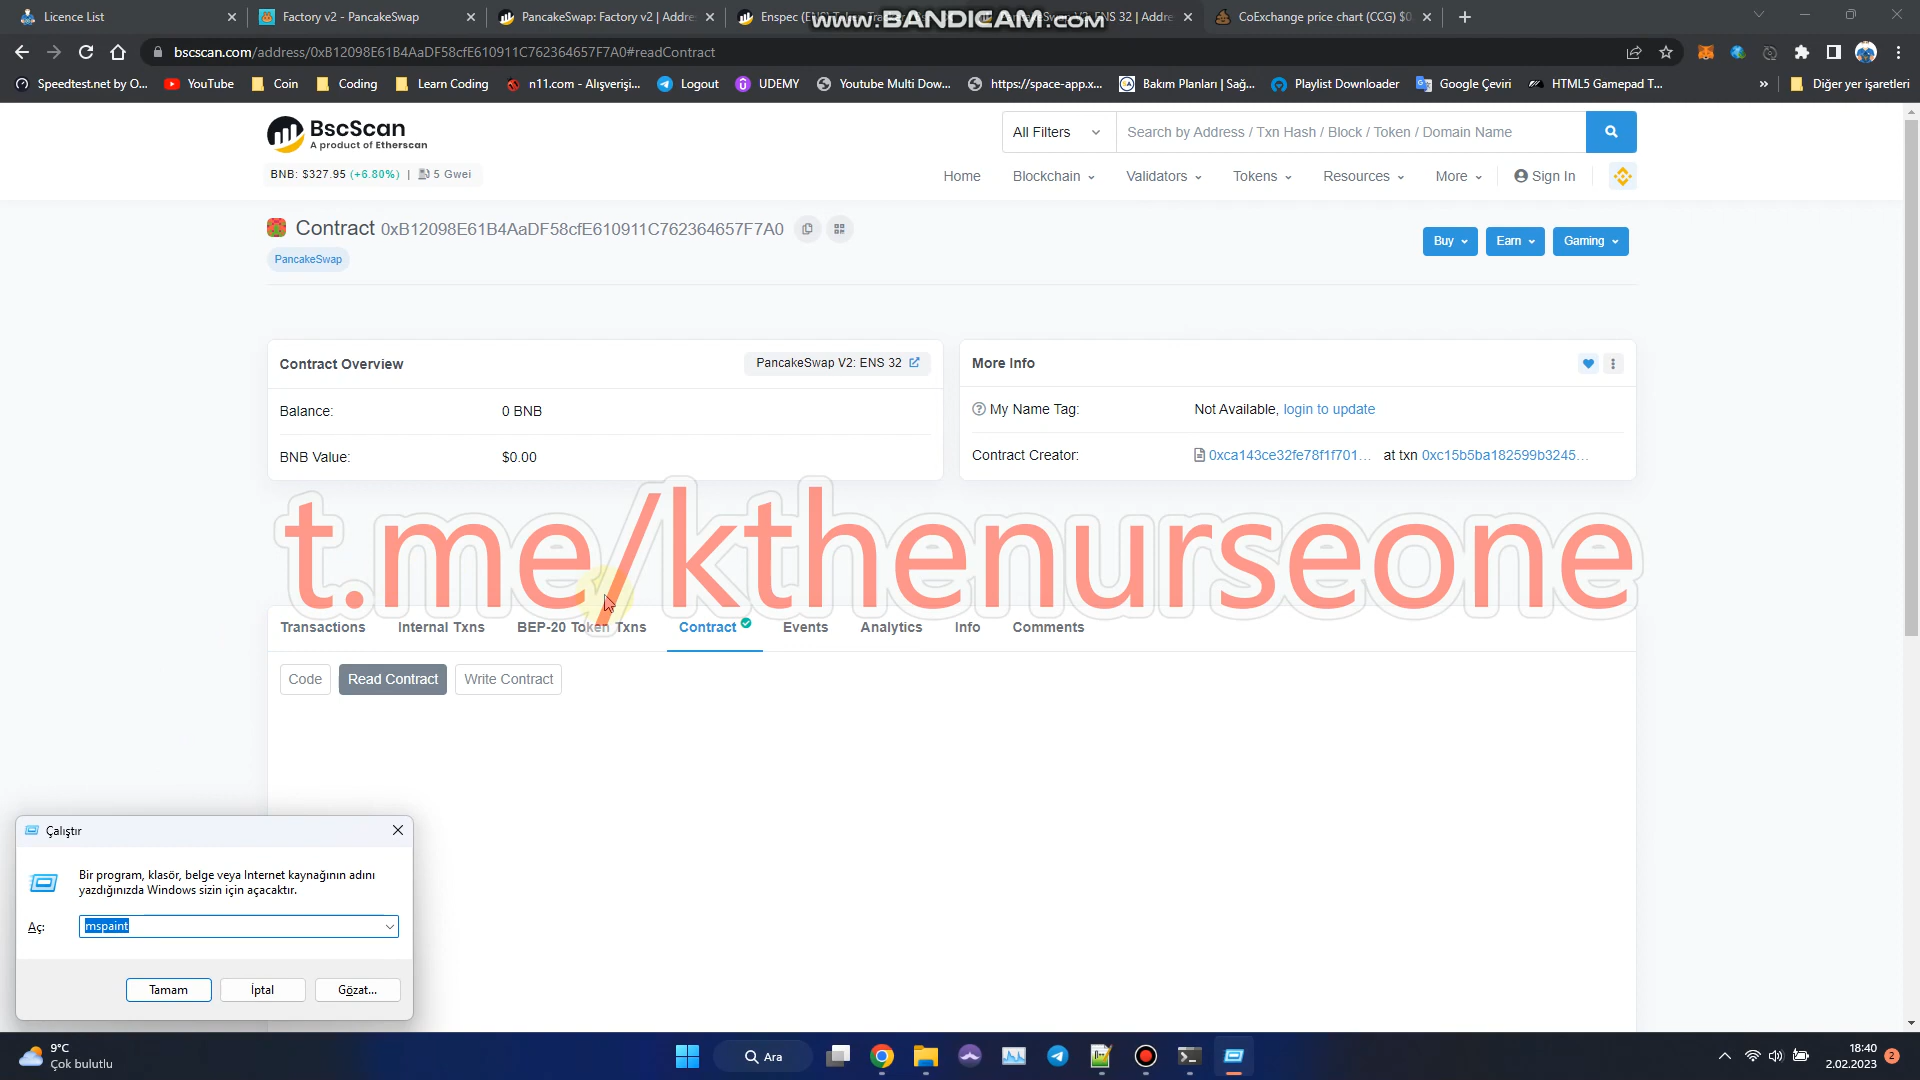 Licence List
Factory v2 - PancakeSwap
PancakeSwap: Factory v2 | Addre
Enspec (ENS) Token Tracker
ENS 32 | Addre
CoExchange price chart (CCG) $0.
www.BANDICAM.com
bscscan.com/address/0xB12098E61B4AaDF58cfE610911C762364657F7A0#readContract
Speedtest.net by O...
YouTube
Coin
Coding
Learn Coding
n11.com - Alışverişi...
Logout
UDEMY
Youtube Multi Dow...
https://space-app.x...
Bakım Planları | Sağ...
Playlist Downloader
Google Çeviri
HTML5 Gamepad T...
»
Diğer yer işaretleri
BscScan
A product of Etherscan
All Filters
Search by Address / Txn Hash / Block / Token / Domain Name
BNB: $327.95 (+6.80%) | 5 Gwei
Home
Blockchain
Validators
Tokens
Resources
More
Sign In
Contract 0xB12098E61B4AaDF58cfE610911C762364657F7A0
PancakeSwap
Buy
Earn
Gaming
Contract Overview
PancakeSwap V2: ENS 32
Balance:
0 BNB
BNB Value:
$0.00
More Info
My Name Tag:
Not Available, login to update
Contract Creator:
0xca143ce32fe78f1f701... at txn 0xc15b5ba182599b3245...
t.me/kthenurseone
Transactions
Internal Txns
BEP-20 Token Txns
Contract
Events
Analytics
Info
Comments
Code
Read Contract
Write Contract
Çalıştır
Bir program, klasör, belge veya Internet kaynağının adını
yazdığınızda Windows sizin için açacaktır.
Aç:
mspaint
Tamam
İptal
Gözat...
9°C
Çok bulutlu
Ara
18:40
2.02.2023
2